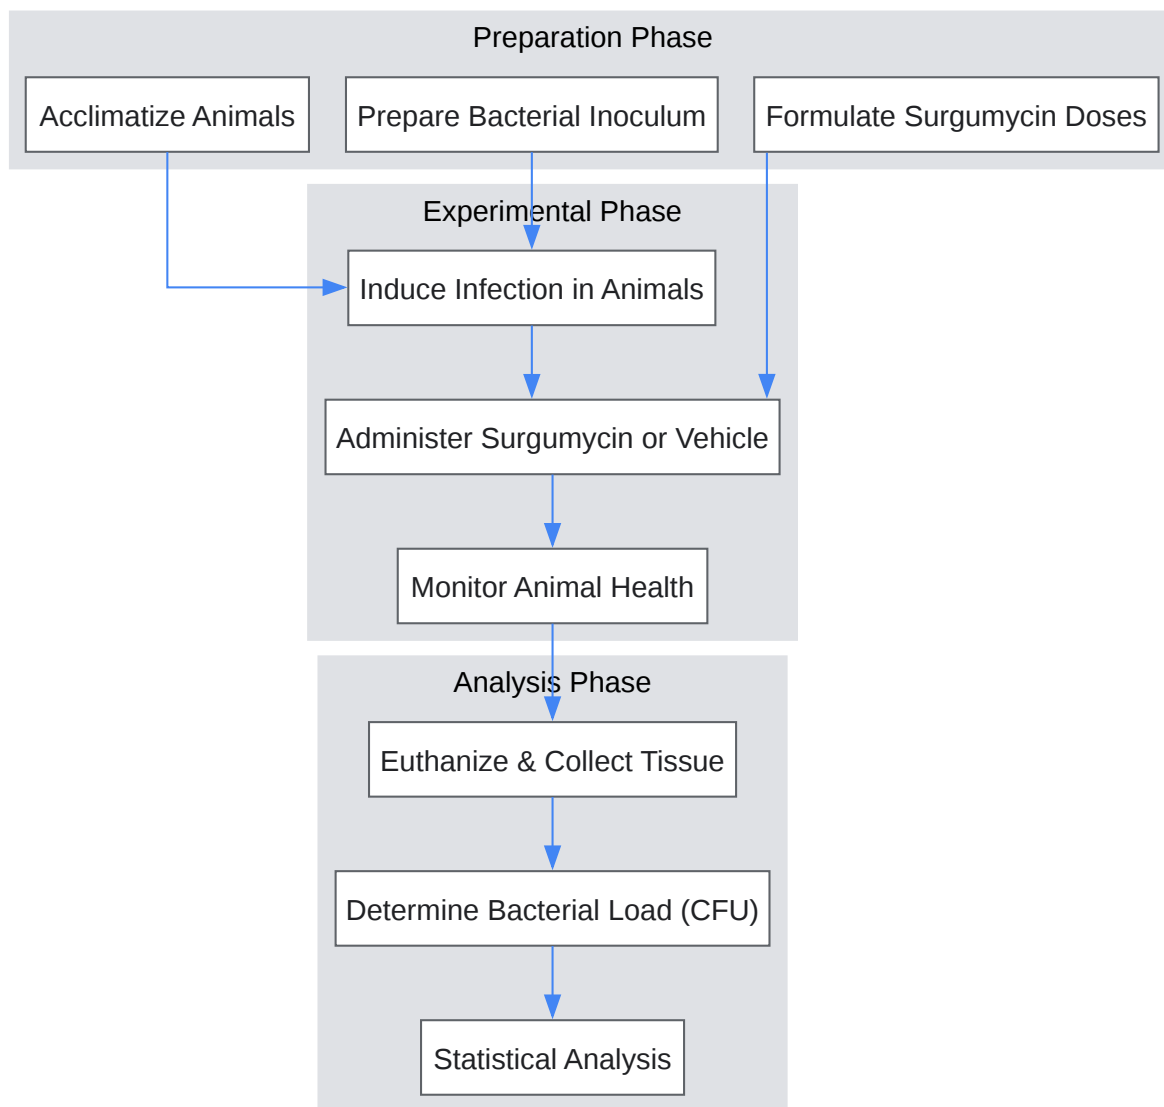 Preparation Phase
Acclimatize Animals
Prepare Bacterial Inoculum
Formulate Surgumycin Doses
Experimental Phase
Induce Infection in Animals
Administer Surgumycin or Vehicle
Monitor Animal Health
Analysis Phase
Euthanize & Collect Tissue
Determine Bacterial Load (CFU)
Statistical Analysis